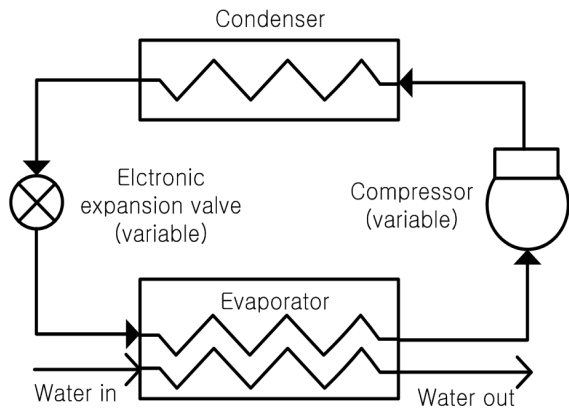 Condenser
Elctronic
expansion valve
(variable)
Compressor
(variable)
Evaporator
Water in
Water out